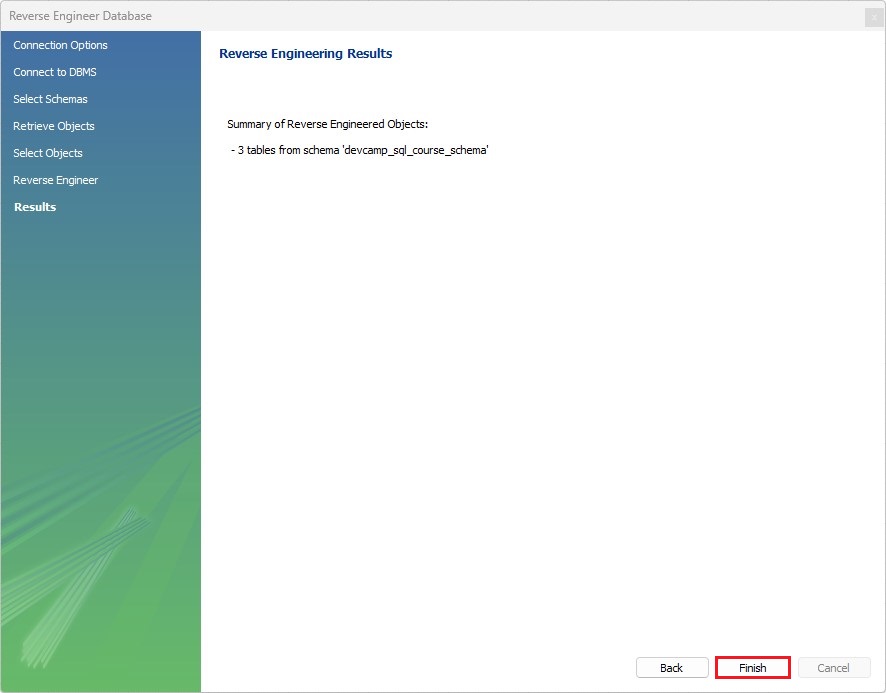 Reverse Engineer Database
x
Connection Options
Connect to DBMS
Select Schemas
Retrieve Objects
Select Objects
Reverse Engineer
Results
Reverse Engineering Results
Summary of Reverse Engineered Objects:
- 3 tables from schema 'devcamp_sql_course_schema'
Back
Finish
Cancel